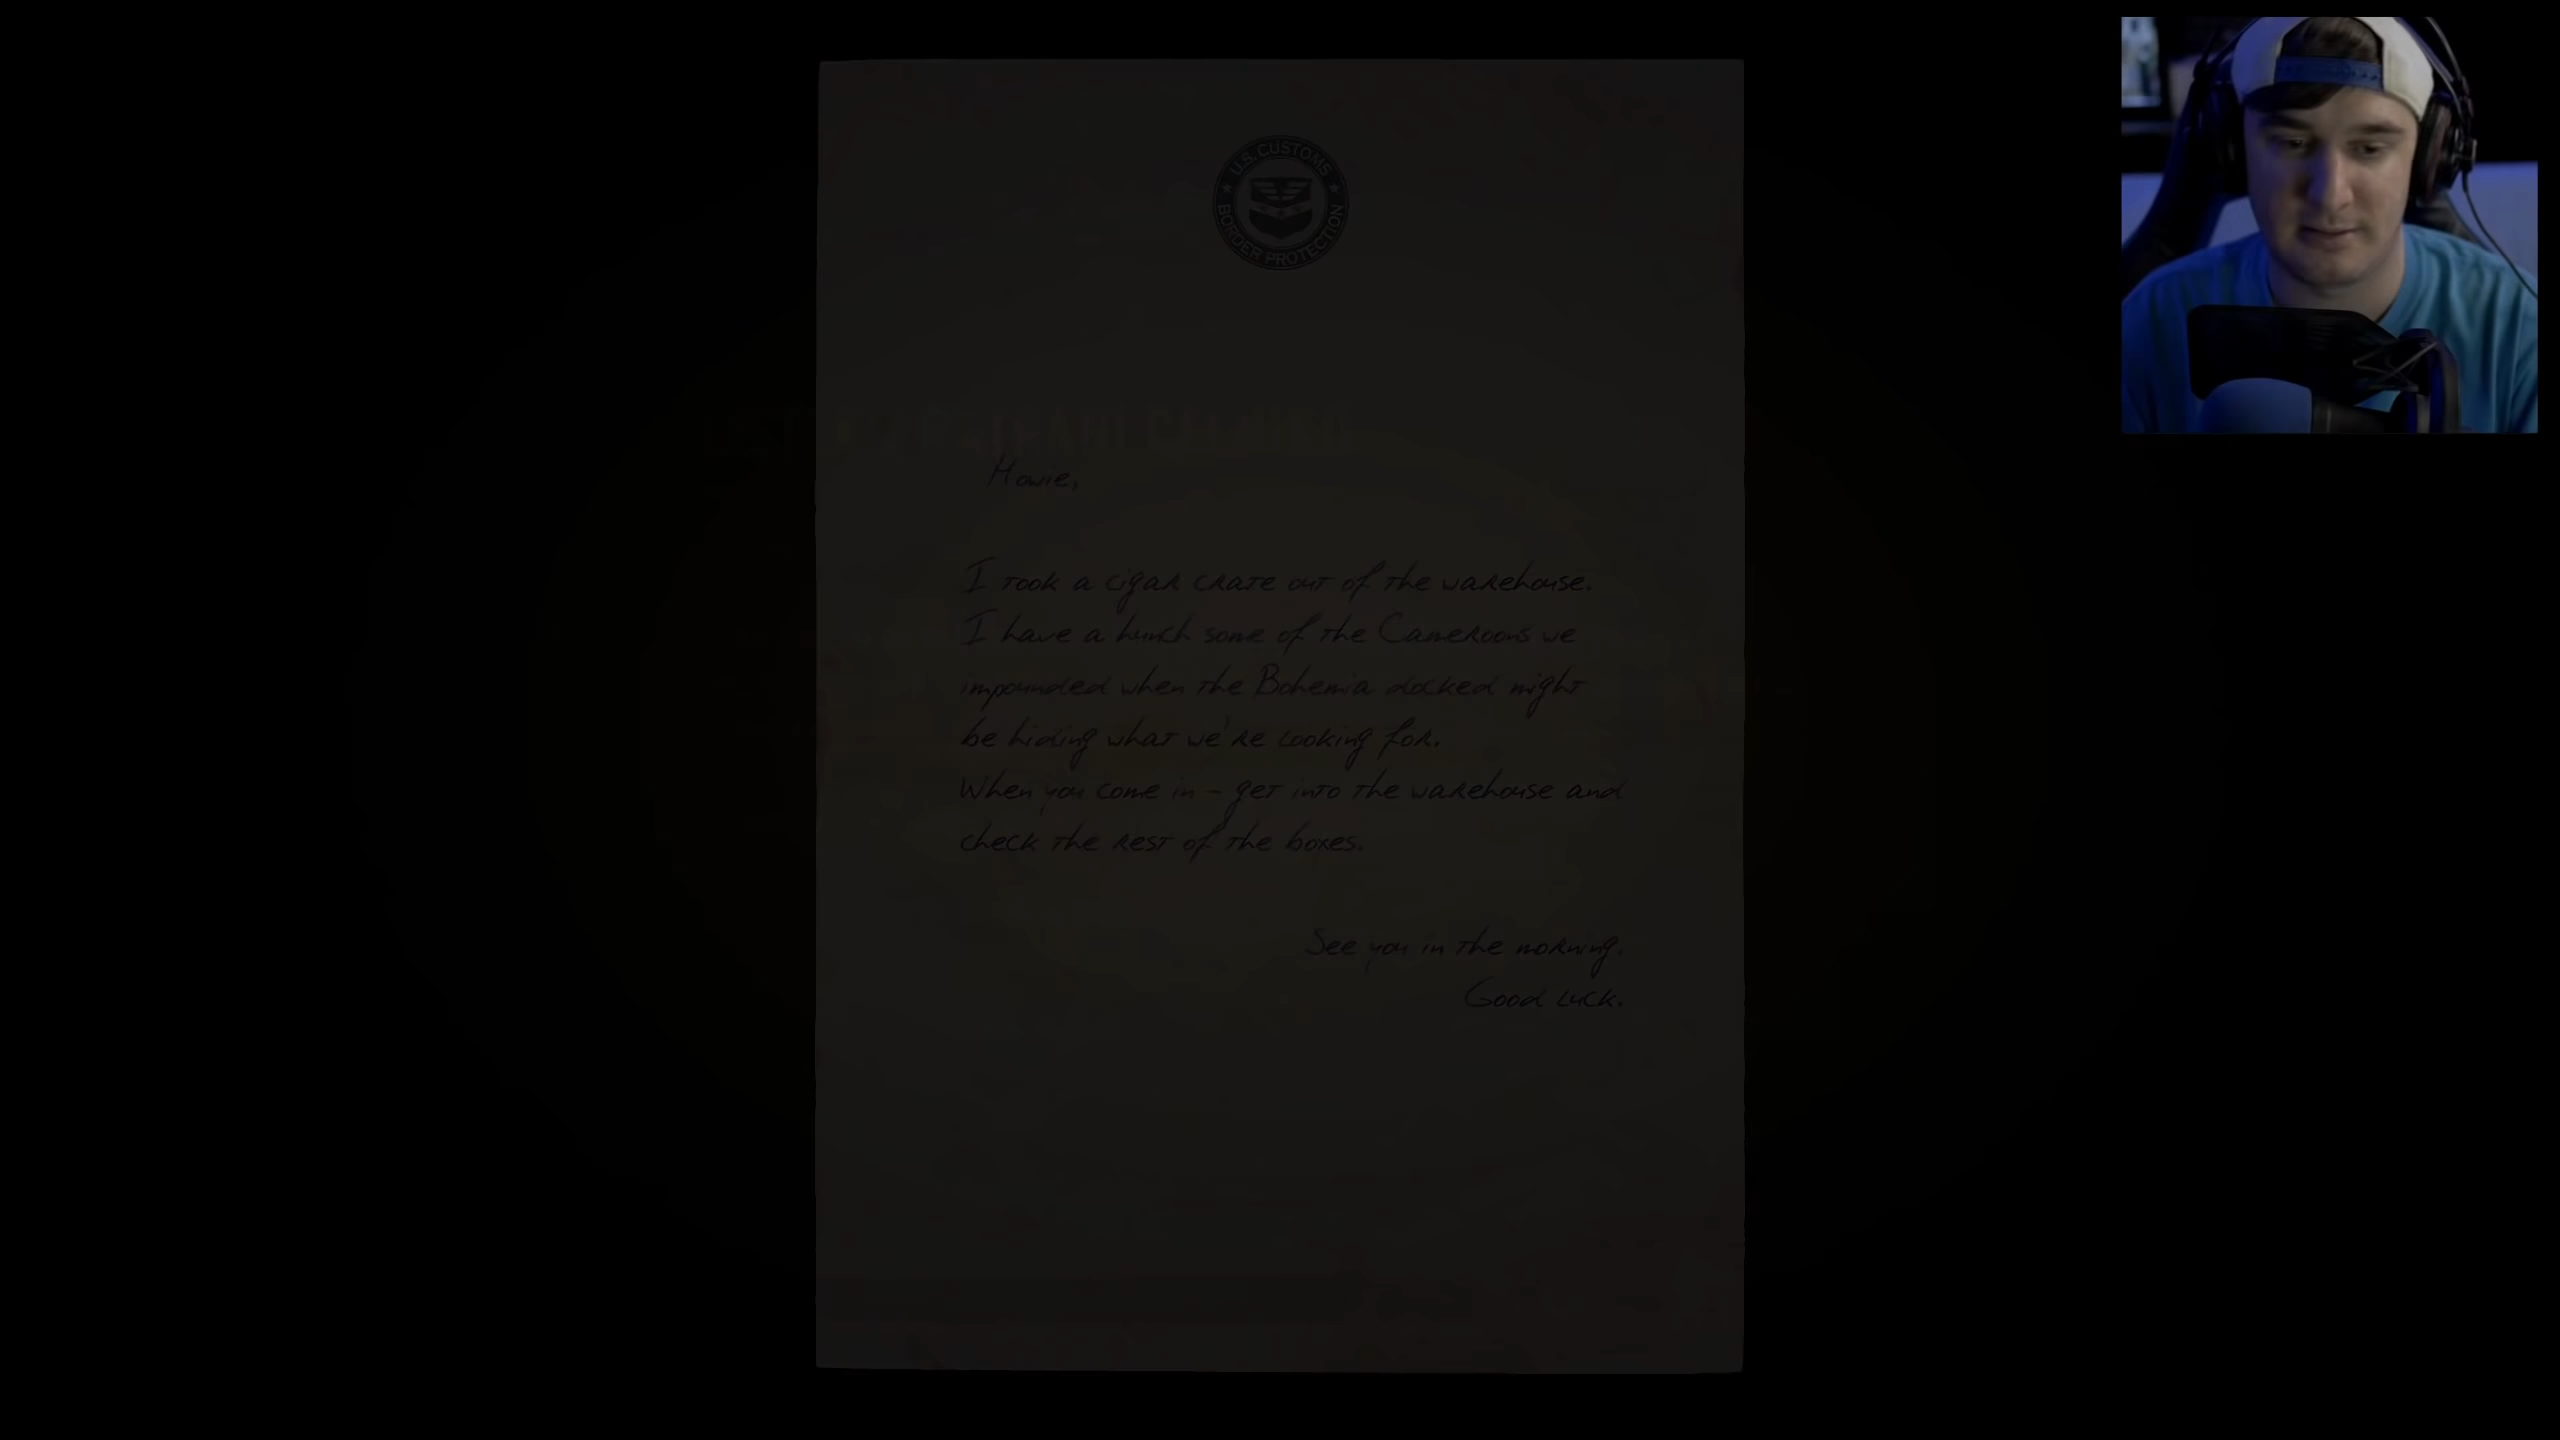 U.S. CUSTOMS
BORDER PROTECTION
Howie,
I took a cigar crate out of the warehouse.
I have a hunch some of the Cameroons we
impounded when the Bohemia docked might
be hiding what we're looking for.
When you come in - get into the warehouse and
check the rest of the boxes.
See you in the morning.
Good luck.